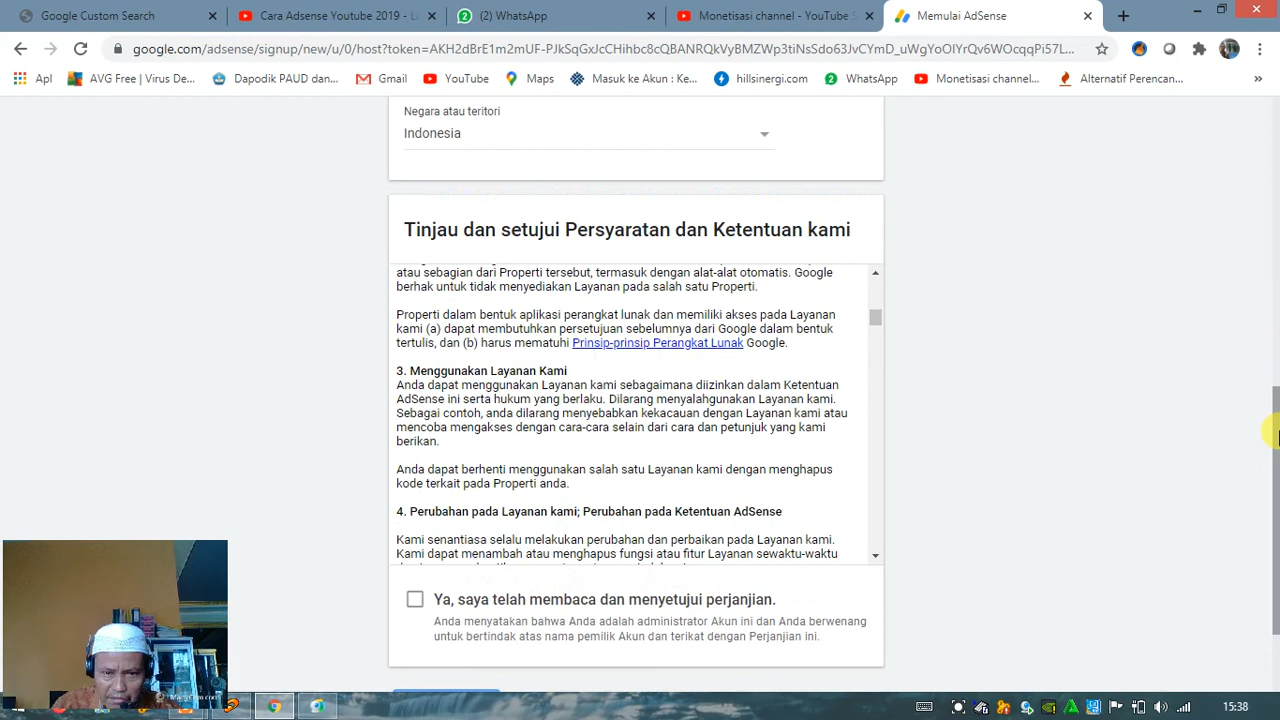 Google Custom Search
Cara Adsense Youtube 2019 - L
(2) WhatsApp
Monetisasi channel - YouTube S
Memulai AdSense
google.com/adsense/signup/new/u/0/host?token=AKH2dBrE1m2mUF-PJkSqGxJcCHihbc8cQBANRQkVyBMZWp3tiNsSdo63JvCYmD_uWgYoOlYrQv6WOcqqPi57L...
Apl
AVG Free | Virus De...
Dapodik PAUD dan...
Gmail
YouTube
Maps
Masuk ke Akun : Ke...
hillsinergi.com
WhatsApp
Monetisasi channel...
Alternatif Perencan...
»
Negara atau teritori
Indonesia
Tinjau dan setujui Persyaratan dan Ketentuan kami
atau sebagian dari Properti tersebut, termasuk dengan alat-alat otomatis. Google
berhak untuk tidak menyediakan Layanan pada salah satu Properti.
Properti dalam bentuk aplikasi perangkat lunak dan memiliki akses pada Layanan
kami (a) dapat membutuhkan persetujuan sebelumnya dari Google dalam bentuk
tertulis, dan (b) harus mematuhi Prinsip-prinsip Perangkat Lunak Google.
3. Menggunakan Layanan Kami
Anda dapat menggunakan Layanan kami sebagaimana diizinkan dalam Ketentuan
AdSense ini serta hukum yang berlaku. Dilarang menyalahgunakan Layanan kami.
Sebagai contoh, anda dilarang menyebabkan kekacauan dengan Layanan kami atau
mencoba mengakses dengan cara-cara selain dari cara dan petunjuk yang kami
berikan.
Anda dapat berhenti menggunakan salah satu Layanan kami dengan menghapus
kode terkait pada Properti anda.
4. Perubahan pada Layanan kami; Perubahan pada Ketentuan AdSense
Kami senantiasa selalu melakukan perubahan dan perbaikan pada Layanan kami.
Kami dapat menambah atau menghapus fungsi atau fitur Layanan sewaktu-waktu
Ya, saya telah membaca dan menyetujui perjanjian.
Anda menyatakan bahwa Anda adalah administrator Akun ini dan Anda berwenang
untuk bertindak atas nama pemilik Akun dan terikat dengan Perjanjian ini.
ManyCam.com
15:38